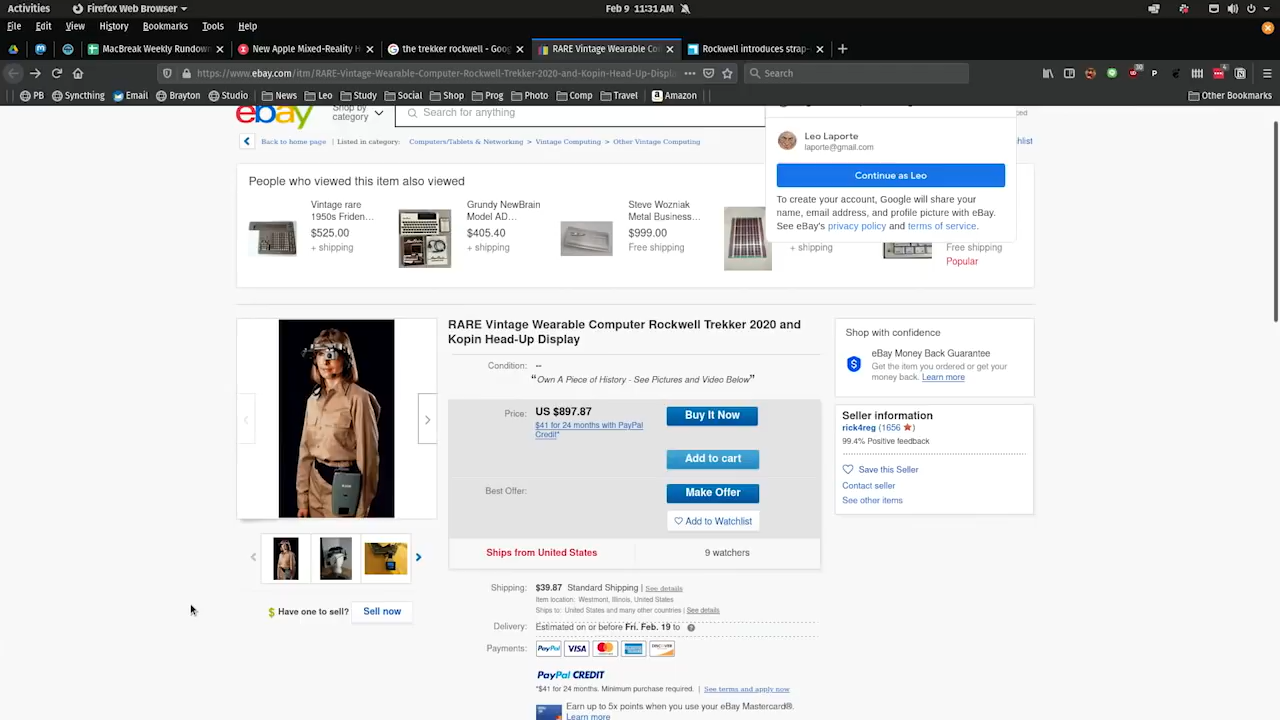 Activities
Firefox Web Browser
Feb 9 11:31 AM
File Edit View History Bookmarks Tools Help
MacBreak Weekly Rundown
New Apple Mixed-Reality H
the trekker rockwell - Goog
RARE Vintage Wearable Co
Rockwell introduces strap-
https://www.ebay.com/itm/RARE-Vintage-Wearable-Computer-Rockwell-Trekker-2020-and-Kopin-Head-Up-Displa
Search
PB Syncthing Email Brayton Studio News Leo Study Social Shop Prog Photo Comp Travel Amazon Other Bookmarks
ebay
Shop by
category
Search for anything
Back to home page | Listed in category: Computers/Tablets & Networking > Vintage Computing > Other Vintage Computing
Leo Laporte
laporte@gmail.com
Continue as Leo
To create your account, Google will share your
name, email address, and profile picture with eBay.
See eBay's privacy policy and terms of service.
People who viewed this item also viewed
Vintage rare
1950s Friden...
$525.00
+ shipping
Grundy NewBrain
Model AD...
$405.40
+ shipping
Steve Wozniak
Metal Business...
$999.00
Free shipping
+ shipping
Free shipping
Popular
RARE Vintage Wearable Computer Rockwell Trekker 2020 and
Kopin Head-Up Display
Condition: --
“Own A Piece of History - See Pictures and Video Below”
Price: US $897.87
$41 for 24 months with PayPal
Credit*
Buy It Now
Add to cart
Best Offer:
Make Offer
Add to Watchlist
Ships from United States
9 watchers
Shipping: $39.87 Standard Shipping | See details
Item location: Westmont, Illinois, United States
Ships to: United States and many other countries | See details
Delivery: Estimated on or before Fri. Feb. 19 to
Payments: PayPal VISA
PayPal CREDIT
*$41 for 24 months. Minimum purchase required. | See terms and apply now
Earn up to 5x points when you use your eBay Mastercard®.
Learn more
Have one to sell? Sell now
Shop with confidence
eBay Money Back Guarantee
Get the item you ordered or get your
money back. Learn more
Seller information
rick4reg (1656)
99.4% Positive feedback
Save this Seller
Contact seller
See other items